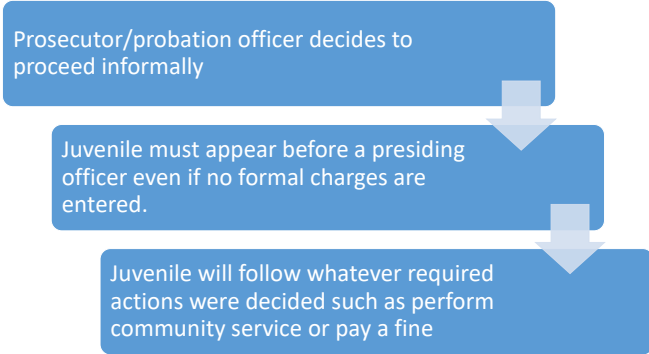 Prosecutor/probation officer decides to
proceed informally
Juvenile must appear before a presiding
officer even if no formal charges are
entered.
Juvenile will follow whatever required
actions were decided such as perform
community service or pay a fine